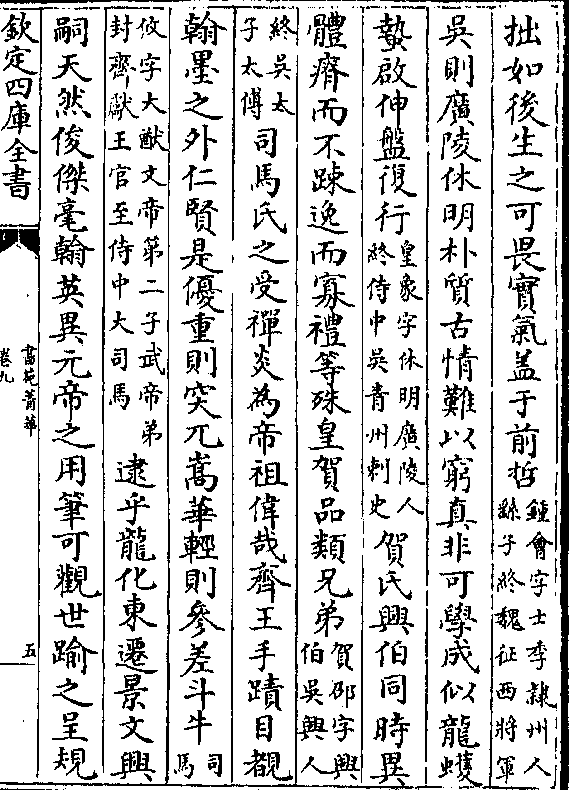 拙如後生之可畏實氣蓋于前哲鍾會字士季隷州人繇子終魏征西將軍
吳則廣陵休明朴質古情難以窮真非可學成似龍蠖
蟄啟伸盤復行皇象字休明廣陵人終侍中吳青州刺史賀氏興伯同時異
體瘠而不踈逸而寡禮等殊皇賀品類兄弟賀邵字興伯吳興人
終吳太子太傅司馬氏之受禪炎為帝祖偉哉齊王手蹟目覩
翰墨之外仁賢是優重則突兀嵩華輕則參差斗牛司馬
攸字大猷文帝第二子武帝弟封齊獻王官至侍中大司馬逮乎龍化東遷景文興
嗣天然俊傑毫翰英異元帝之用筆可觀世踰之呈規
欽定四庫全書
書苑菁華
卷九
五